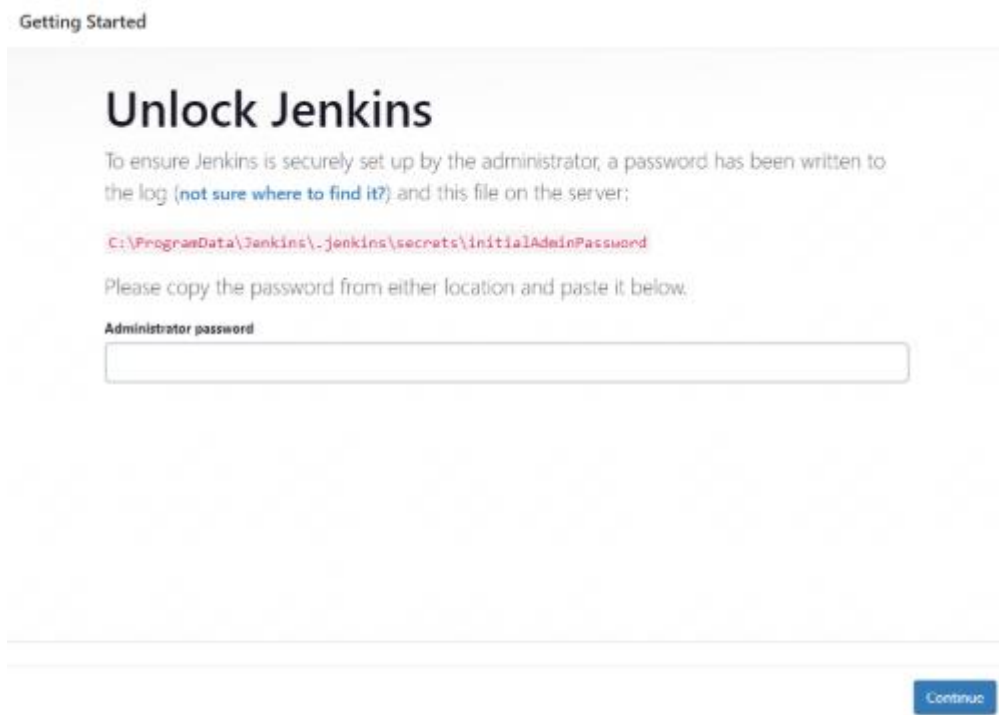 Getting Started
Unlock Jenkins
To ensure Jenkins is securely set up by the administrator, a password has been written to
the log (not sure where to find it?) and this file on the server:
C:\ProgramData\Jenkins\.jenkins\secrets\initialAdminPassword
Please copy the password from either location and paste it below.
Administrator password
Continue